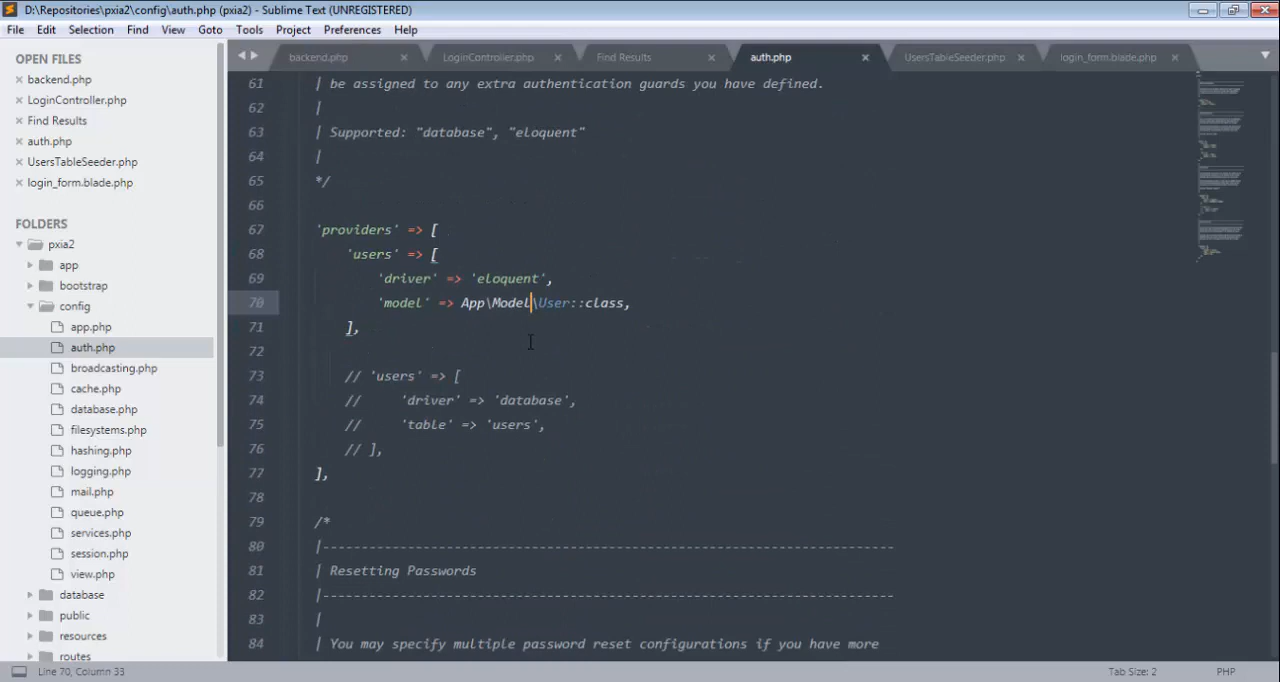 D:\Repositories\pxia2\config\auth.php (pxia2) - Sublime Text (UNREGISTERED)
File Edit Selection Find View Goto Tools Project Preferences Help
OPEN FILES
backend.php
LoginController.php
Find Results
auth.php
UsersTableSeeder.php
login_form.blade.php
FOLDERS
pxia2
app
bootstrap
config
app.php
auth.php
broadcasting.php
cache.php
database.php
filesystems.php
hashing.php
logging.php
mail.php
queue.php
services.php
session.php
view.php
database
public
resources
routes
backend.php LoginController.php Find Results auth.php UsersTableSeeder.php login_form.blade.php
61 | be assigned to any extra authentication guards you have defined.
62 |
63 | Supported: "database", "eloquent"
64 |
65 */
66
67 'providers' => [
68 'users' => [
69 'driver' => 'eloquent',
70 'model' => App\Model\User::class,
71 ],
72
73 // 'users' => [
74 // 'driver' => 'database',
75 // 'table' => 'users',
76 // ],
77 ],
78
79 /*
80 |--------------------------------------------------------------------------
81 | Resetting Passwords
82 |--------------------------------------------------------------------------
83 |
84 | You may specify multiple password reset configurations if you have more
Line 70, Column 33 Tab Size: 2 PHP